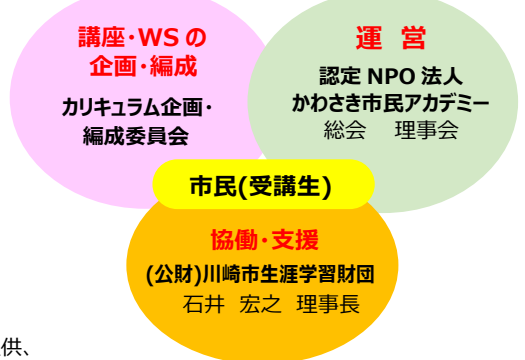 講座・WSの
企画・編成
カリキュラム企画・
編成委員会
運 営
認定 NPO 法人
かわさき市民アカデミー
総会 理事会
市民(受講生)
協働・支援
(公財)川崎市生涯学習財団
石井 宏之 理事長
供、